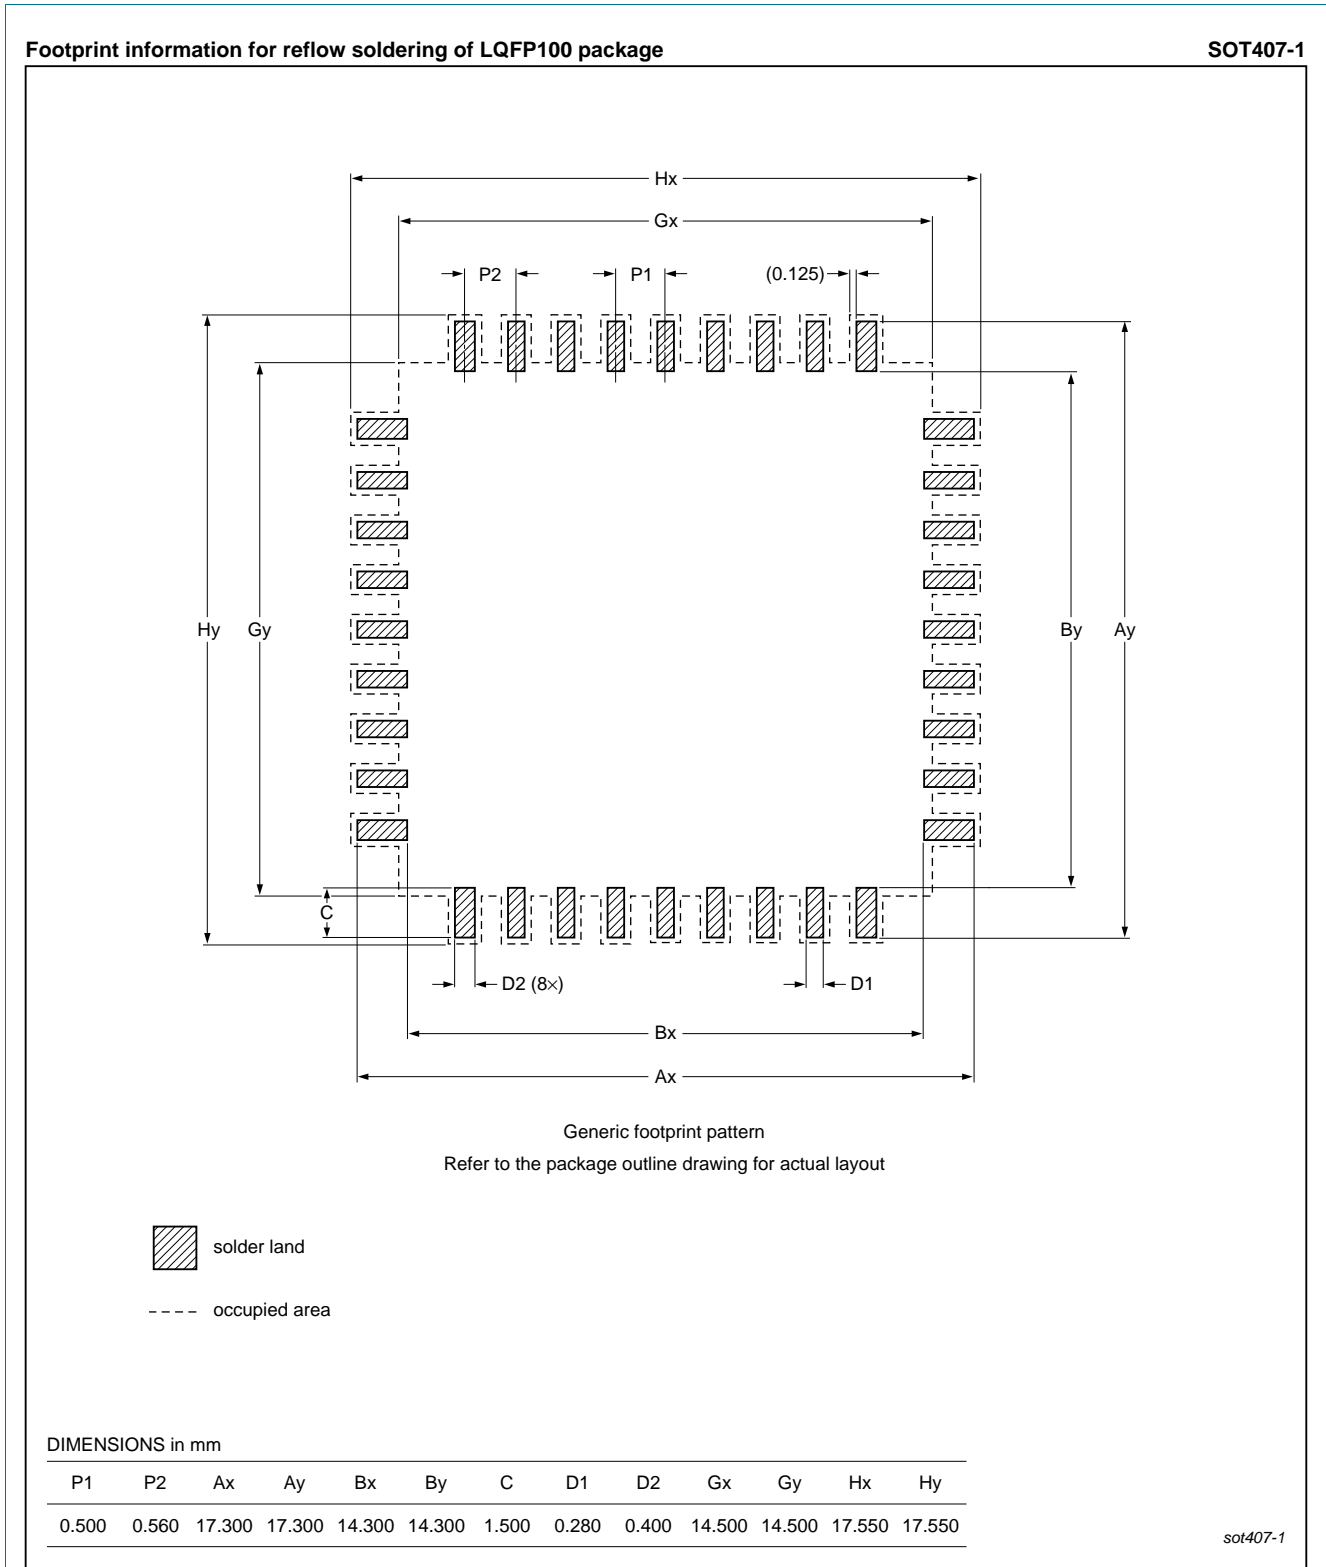 Footprint information for reflow soldering of LQFP100 package SOT407-1
Hx
Gx
P2 P1 (0.125)
Hy Gy By Ay
C
D2 (8×) D1
Bx
Ax
Generic footprint pattern
Refer to the package outline drawing for actual layout
solder land
occupied area
DIMENSIONS in mm
P1 P2 Ax Ay Bx By C D1 D2 Gx Gy Hx Hy
0.500 0.560 17.300 17.300 14.300 14.300 1.500 0.280 0.400 14.500 14.500 17.550 17.550
sot407-1